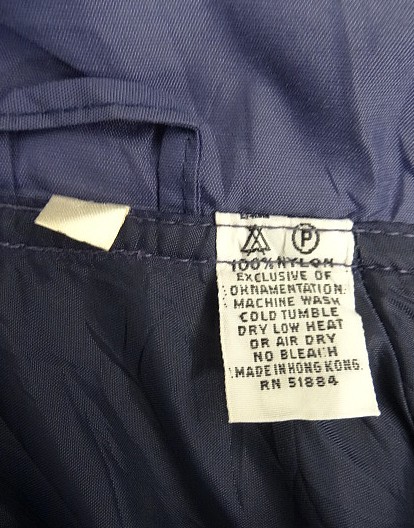 P
100% NYLON
EXCLUSIVE OF
ORNAMENTATION.
MACHINE WASH
COLD TUMBLE
DRY LOW HEAT
OR AIR DRY
NO BLEACH
MADE IN HONG KONG.
RN 51884